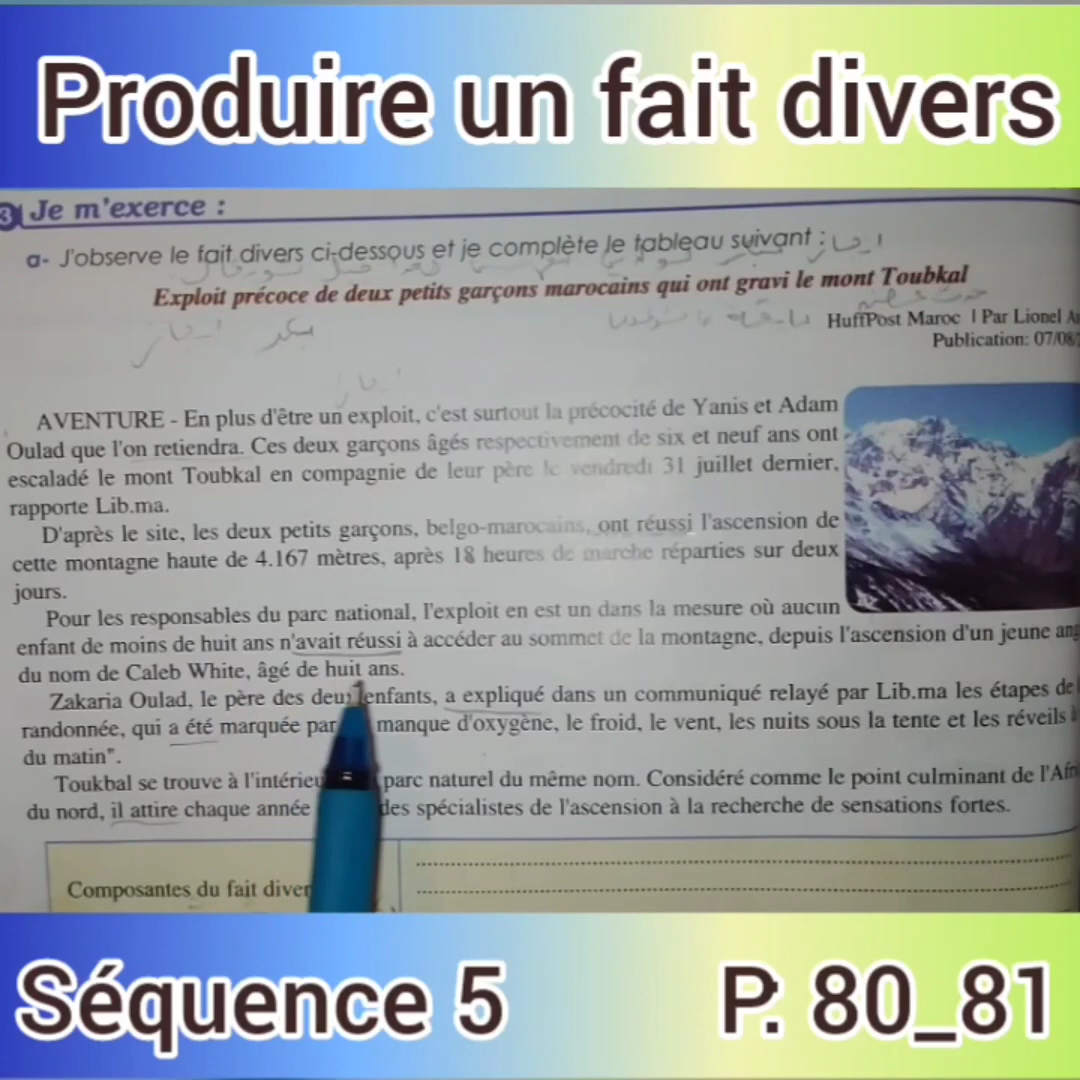 Produire un fait divers
3 Je m'exerce :
a- J'observe le fait divers ci-dessous et je complète le tableau suivant :
Exploit précoce de deux petits garçons marocains qui ont gravi le mont Toubkal
HuffPost Maroc | Par Lionel
Publication: 07/08/
AVENTURE - En plus d'être un exploit, c'est surtout la précocité de Yanis et Adam
Oulad que l'on retiendra. Ces deux garçons âgés respectivement de six et neuf ans ont
escaladé le mont Toubkal en compagnie de leur père le vendredi 31 juillet dernier,
rapporte Lib.ma.
D'après le site, les deux petits garçons, belgo-marocains, ont réussi l'ascension de
cette montagne haute de 4.167 mètres, après 18 heures de marche réparties sur deux
jours.
Pour les responsables du parc national, l'exploit en est un dans la mesure où aucun
enfant de moins de huit ans n'avait réussi à accéder au sommet de la montagne, depuis l'ascension d'un jeune ang
du nom de Caleb White, âgé de huit ans.
Zakaria Oulad, le père des deux enfants, a expliqué dans un communiqué relayé par Lib.ma les étapes de
randonnée, qui a été marquée par manque d'oxygène, le froid, le vent, les nuits sous la tente et les réveils à
du matin".
Toukbal se trouve à l'intérieu parc naturel du même nom. Considéré comme le point culminant de l'Afri
du nord, il attire chaque année des spécialistes de l'ascension à la recherche de sensations fortes.
Composantes du fait diver
Séquence 5 P. 80_81